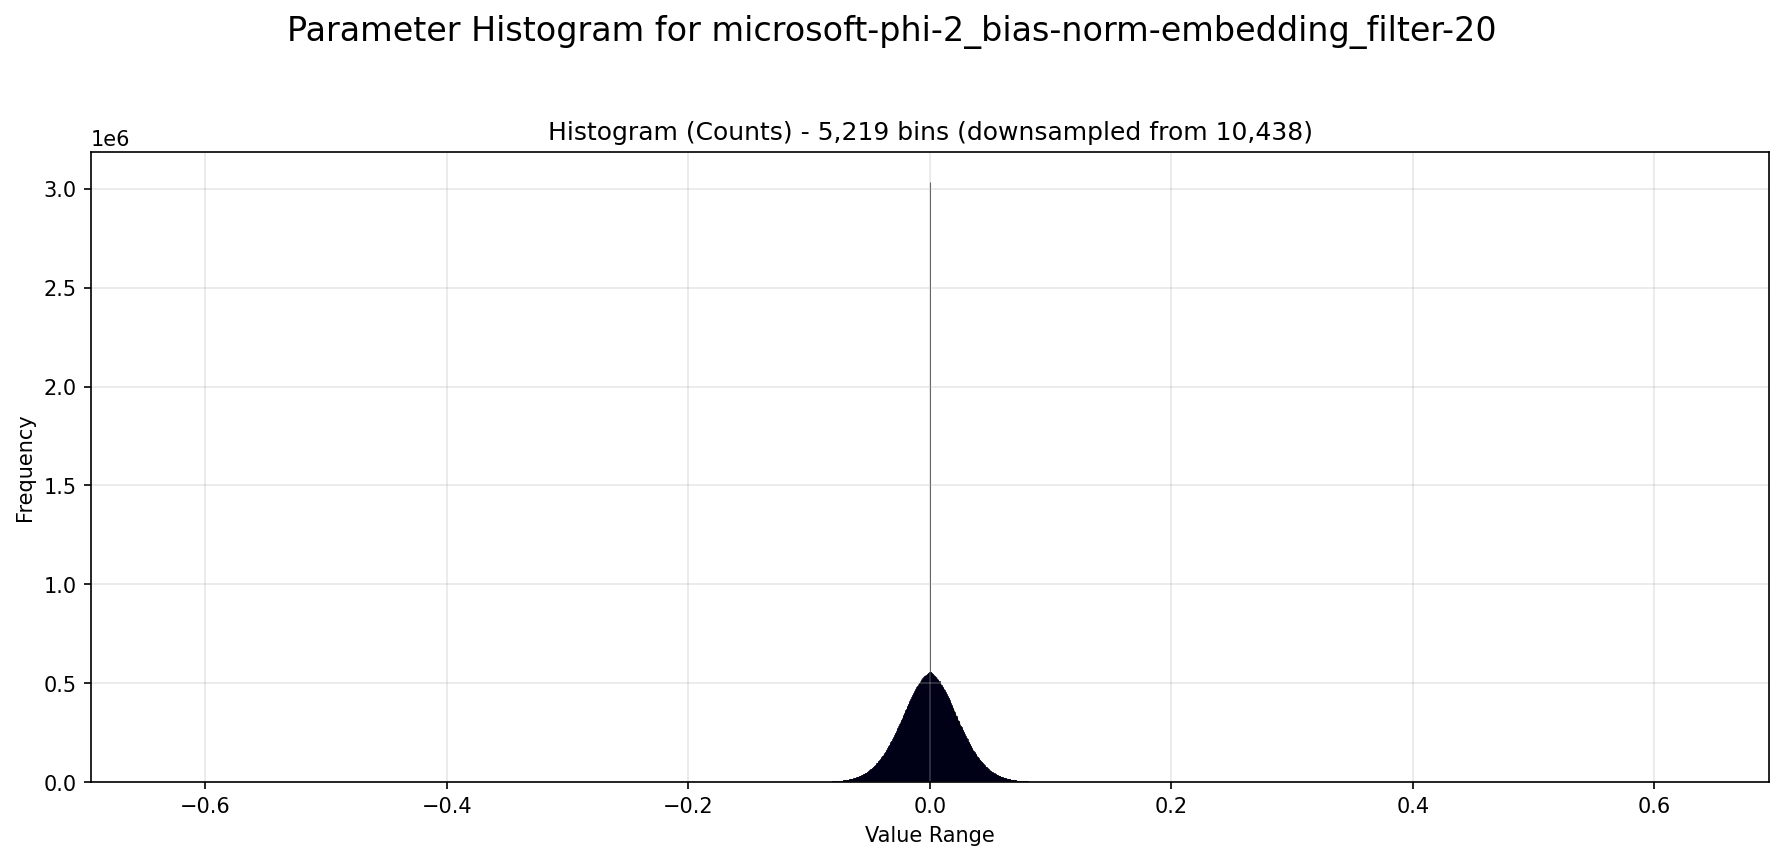 Parameter Histogram for microsoft-phi-2_bias-norm-embedding_filter-20
Histogram (Counts) - 5,219 bins (downsampled from 10,438)
1e6
3.0
2.5
2.0
1.5
1.0
0.5
0.0
Frequency
−0.6 −0.4 −0.2 0.0 0.2 0.4 0.6
Value Range